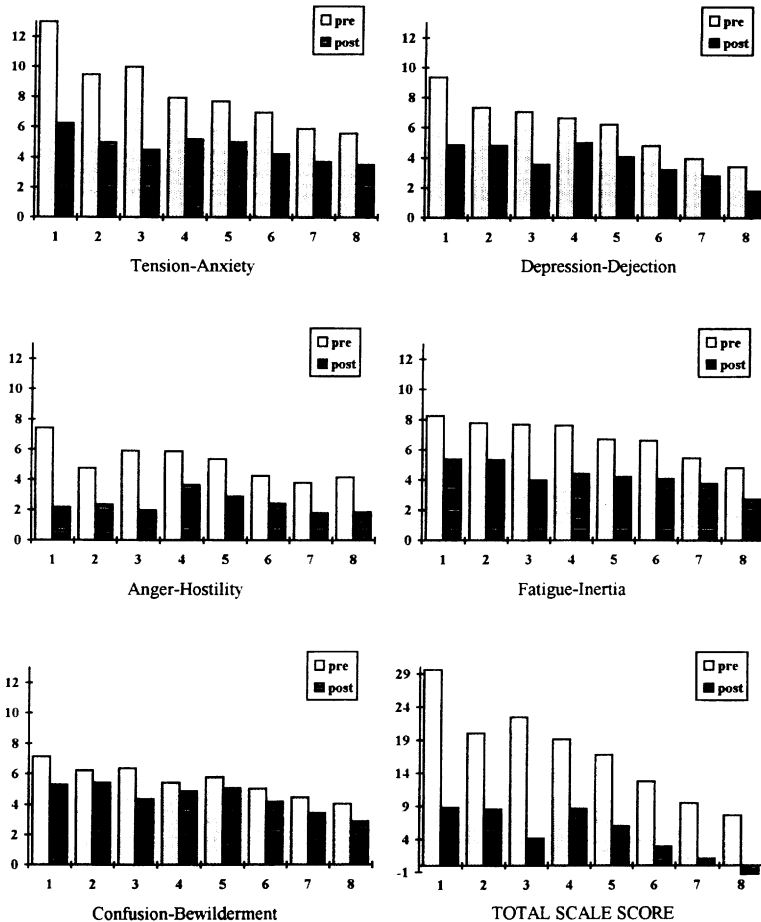 pre
post
12
10
8
6
4
2
0
1 2 3 4 5 6 7 8
Tension-Anxiety
pre
post
12
10
8
6
4
2
0
1 2 3 4 5 6 7 8
Depression-Dejection
pre
post
12
10
8
6
4
2
0
1 2 3 4 5 6 7 8
Anger-Hostility
pre
post
12
10
8
6
4
2
0
1 2 3 4 5 6 7 8
Fatigue-Inertia
pre
post
12
10
8
6
4
2
0
1 2 3 4 5 6 7 8
Confusion-Bewilderment
pre
post
29
24
19
14
9
4
-1
1 2 3 4 5 6 7 8
TOTAL SCALE SCORE